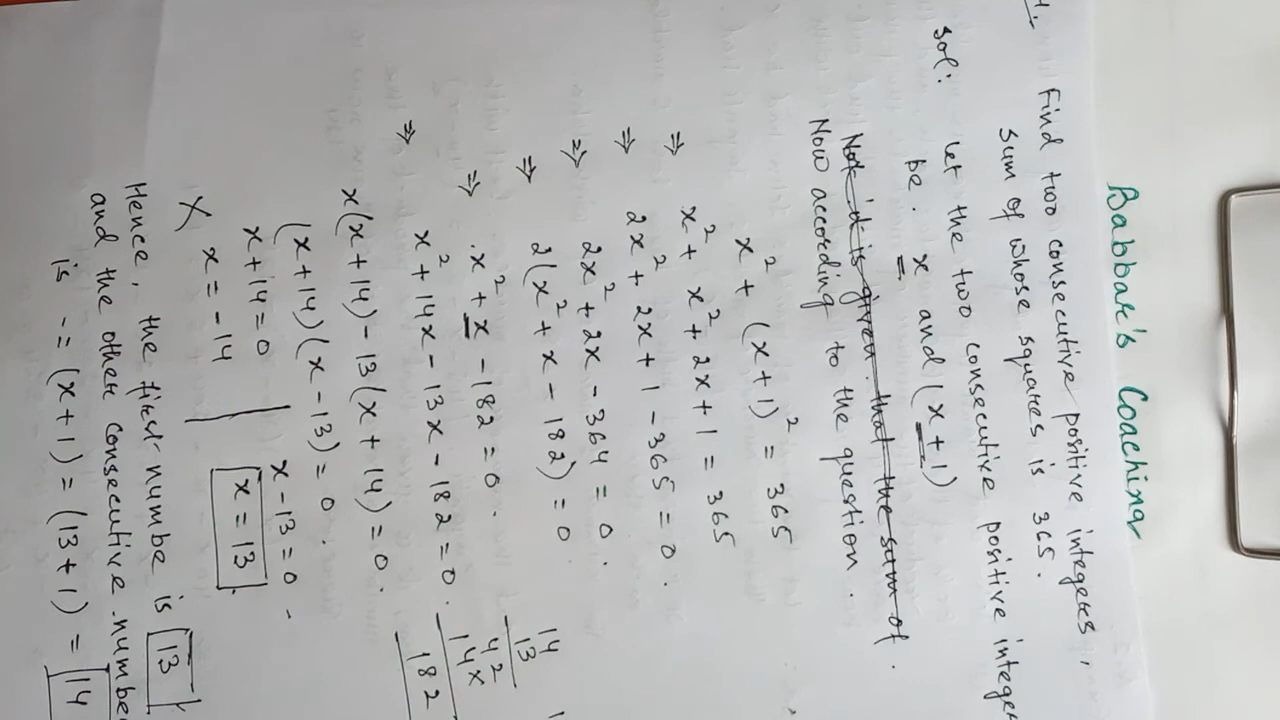 Babbar's Coaching
4. Find two consecutive positive integers,
sum of whose squares is 365.
Sol: let the two consecutive positive integer
be. x and (x+1)
Now according to the question.
x² + (x+1)² = 365
⇒ x² + x² + 2x + 1 = 365
⇒ 2x² + 2x + 1 - 365 = 0.
⇒ 2x² + 2x - 364 = 0.
⇒ 2(x² + x - 182) = 0
⇒ x² + x - 182 = 0.
⇒ x² + 14x - 13x - 182 = 0.
x(x+14) - 13(x+14) = 0.
(x+14)(x-13) = 0.
x+14 = 0 x-13 = 0.
X x = -14 x = 13.
14
13
42
14x
182
Hence, the first numbe is 13
and the other consecutive number
is -: (x+1) = (13+1) = 14